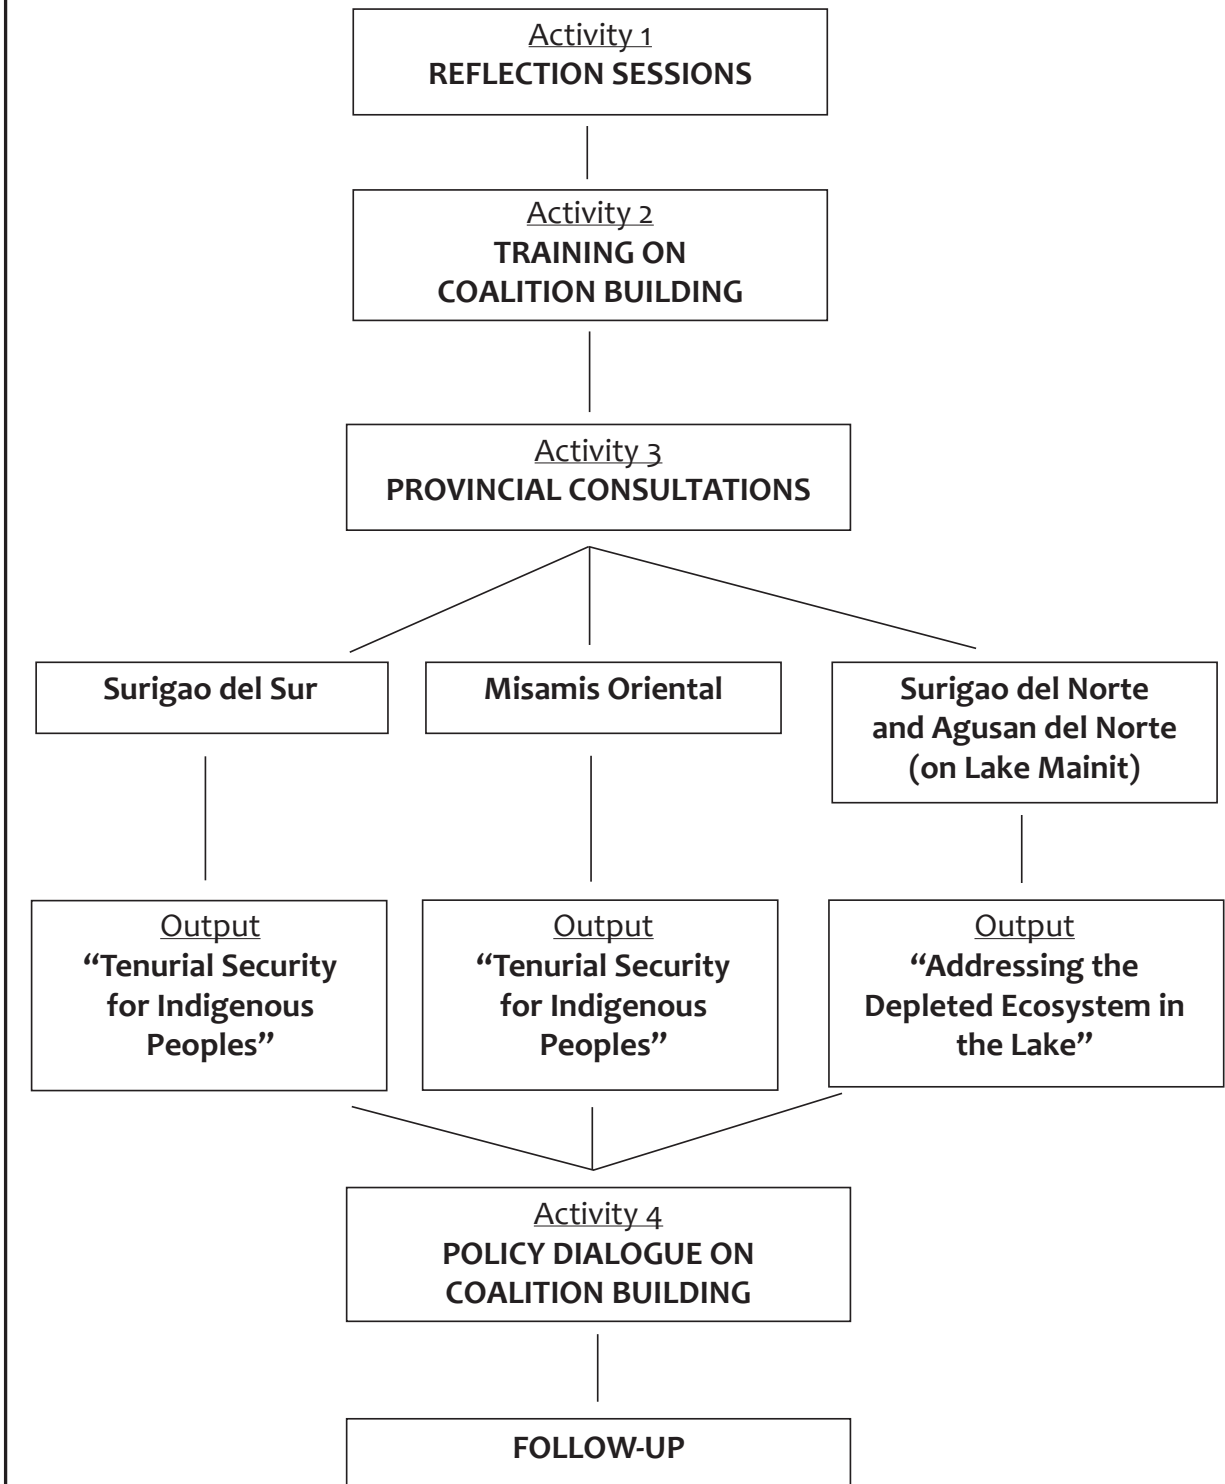 Activity 1
REFLECTION SESSIONS
Activity 2
TRAINING ON
COALITION BUILDING
Activity 3
PROVINCIAL CONSULTATIONS
Surigao del Sur
Misamis Oriental
Surigao del Norte
and Agusan del Norte
(on Lake Mainit)
Output
“Tenurial Security
for Indigenous
Peoples”
Output
“Tenurial Security
for Indigenous
Peoples”
Output
“Addressing the
Depleted Ecosystem in
the Lake”
Activity 4
POLICY DIALOGUE ON
COALITION BUILDING
FOLLOW-UP